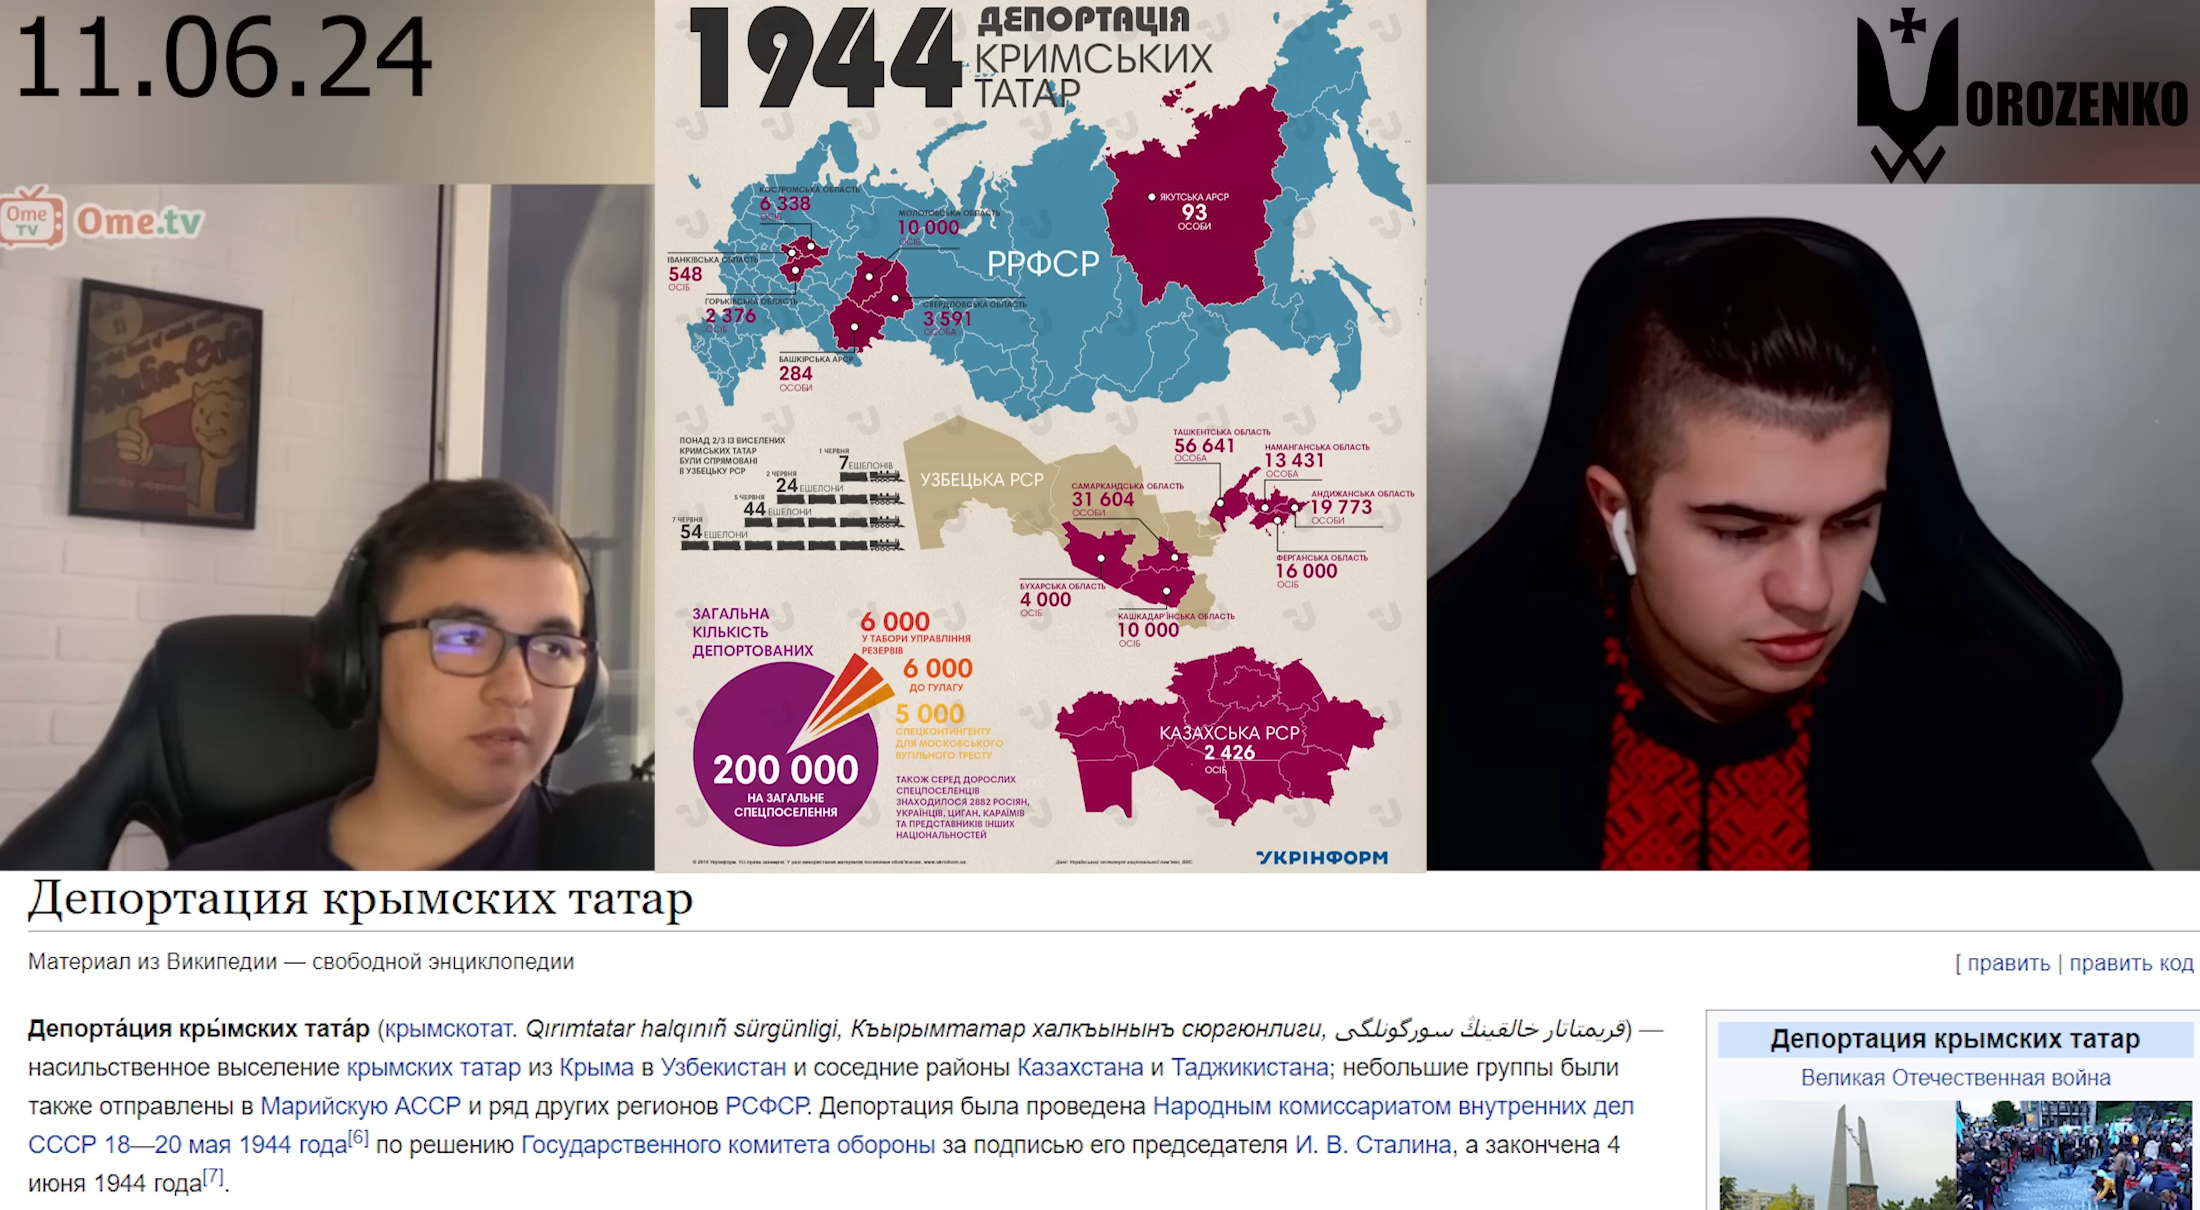 11.06.24
OROZENKO
Ome
TV
Ome.tv
1944
ДЕПОРТАЦІЯ
КРИМСЬКИХ
ТАТАР
КОСТРОМСЬКА ОБЛАСТЬ
6 338
ОСІБ
МОЛОТОВСЬКА ОБЛАСТЬ
10 000
ОСІБ
ІВАНКІВСЬКА ОБЛАСТЬ
548
ОСІБ
ГОРЬКІВСЬКА ОБЛАСТЬ
2 376
ОСІБ
СВЕРДЛОВСЬКА ОБЛАСТЬ
3 591
ОСОБА
БАШКІРСЬКА АРСР
284
ОСОБИ
РРФСР
ЯКУТСЬКА АРСР
93
ОСОБИ
ПОНАД 2/3 ІЗ ВИСЕЛЕНИХ
КРИМСЬКИХ ТАТАР
БУЛИ СПРЯМОВАНІ
В УЗБЕЦЬКУ РСР
1 ЧЕРВНЯ
7 ЕШЕЛОНІВ
2 ЧЕРВНЯ
24 ЕШЕЛОНИ
5 ЧЕРВНЯ
44 ЕШЕЛОНИ
7 ЧЕРВНЯ
54 ЕШЕЛОНИ
УЗБЕЦЬКА РСР
ТАШКЕНТСЬКА ОБЛАСТЬ
56 641
ОСОБА
НАМАНГАНСЬКА ОБЛАСТЬ
13 431
ОСОБА
САМАРКАНДСЬКА ОБЛАСТЬ
31 604
ОСОБИ
АНДИЖАНСЬКА ОБЛАСТЬ
19 773
ОСОБИ
ФЕРГАНСЬКА ОБЛАСТЬ
16 000
ОСІБ
БУХАРСЬКА ОБЛАСТЬ
4 000
ОСІБ
КАШКАДАР'ЇНСЬКА ОБЛАСТЬ
10 000
ОСІБ
ЗАГАЛЬНА
КІЛЬКІСТЬ
ДЕПОРТОВАНИХ
6 000
У ТАБОРИ УПРАВЛІННЯ
РЕЗЕРВІВ
6 000
ДО ГУЛАГУ
5 000
СПЕЦКОНТИНГЕНТУ
ДЛЯ МОСКОВСЬКОГО
ВУГІЛЬНОГО ТРЕСТУ
200 000
НА ЗАГАЛЬНЕ
СПЕЦПОСЕЛЕННЯ
ТАКОЖ СЕРЕД ДОРОСЛИХ
СПЕЦПОСЕЛЕНЦІВ
ЗНАХОДИЛОСЯ 2882 РОСІЯН,
УКРАЇНЦІВ, ЦИГАН, КАРАЇМІВ
ТА ПРЕДСТАВНИКІВ ІНШИХ
НАЦІОНАЛЬНОСТЕЙ
КАЗАХСЬКА РСР
2 426
ОСІБ
УКРІНФОРМ
Депортация крымских татар
Материал из Википедии — свободной энциклопедии
[ править | править код
Депорта́ция кры́мских тата́р (крымскотат. Qırımtatar halqınıñ sürgünligi, Къырымтатар халкъынынъ сюргюнлиги, قریمتاتار خالقینڭ سورگونلگی) —
насильственное выселение крымских татар из Крыма в Узбекистан и соседние районы Казахстана и Таджикистана; небольшие группы были
также отправлены в Марийскую АССР и ряд других регионов РСФСР. Депортация была проведена Народным комиссариатом внутренних дел
СССР 18—20 мая 1944 года[6] по решению Государственного комитета обороны за подписью его председателя И. В. Сталина, а закончена 4
июня 1944 года[7].
Депортация крымских татар
Великая Отечественная война